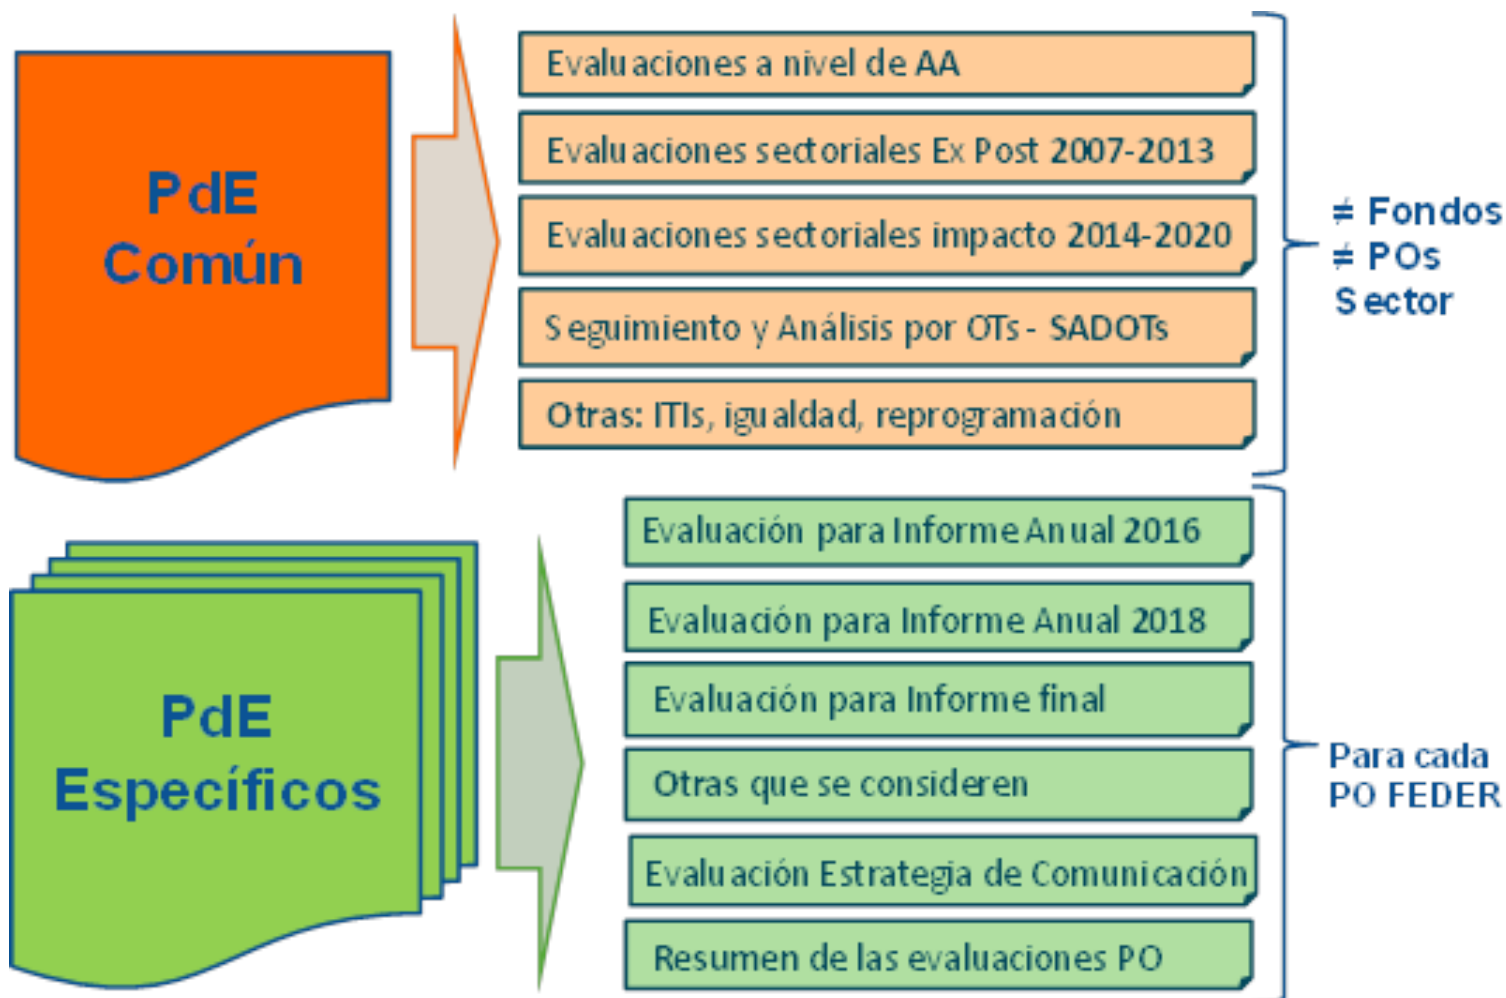 PdE
Común
Evaluaciones a nivel de AA
Evaluaciones sectoriales Ex Post 2007-2013
Evaluaciones sectoriales impacto 2014-2020
Seguimiento y Análisis por OTs - SADOTs
Otras: ITIs, igualdad, reprogramación
≠ Fondos
≠ POs
Sector
PdE
Específicos
Evaluación para Informe Anual 2016
Evaluación para Informe Anual 2018
Evaluación para Informe final
Otras que se consideren
Evaluación Estrategia de Comunicación
Resumen de las evaluaciones PO
Para cada
PO FEDER